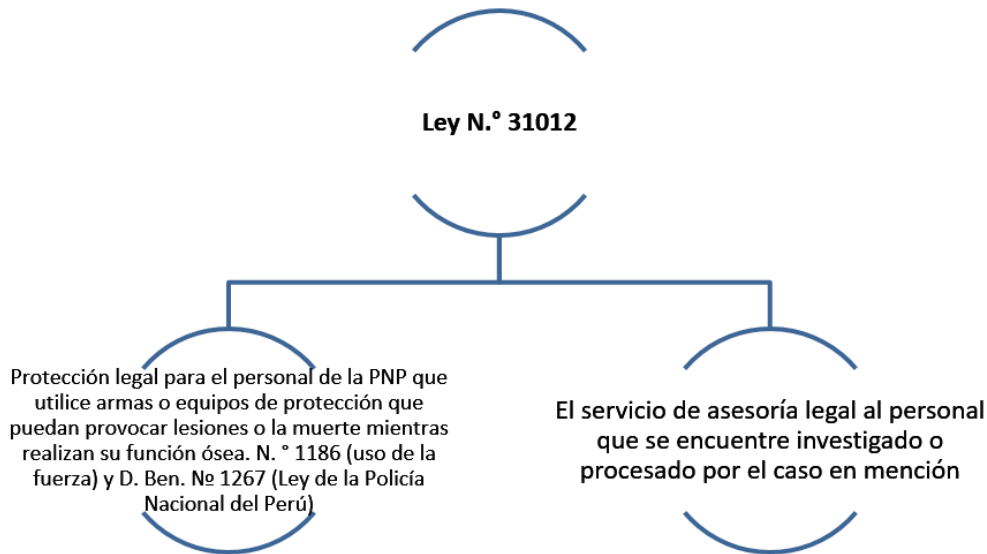 Ley N.° 31012
Protección legal para el personal de la PNP que
utilice armas o equipos de protección que
puedan provocar lesiones o la muerte mientras
realizan su función ósea. N. ° 1186 (uso de la
fuerza) y D. Ben. № 1267 (Ley de la Policía
Nacional del Perú)
El servicio de asesoría legal al personal
que se encuentre investigado o
procesado por el caso en mención